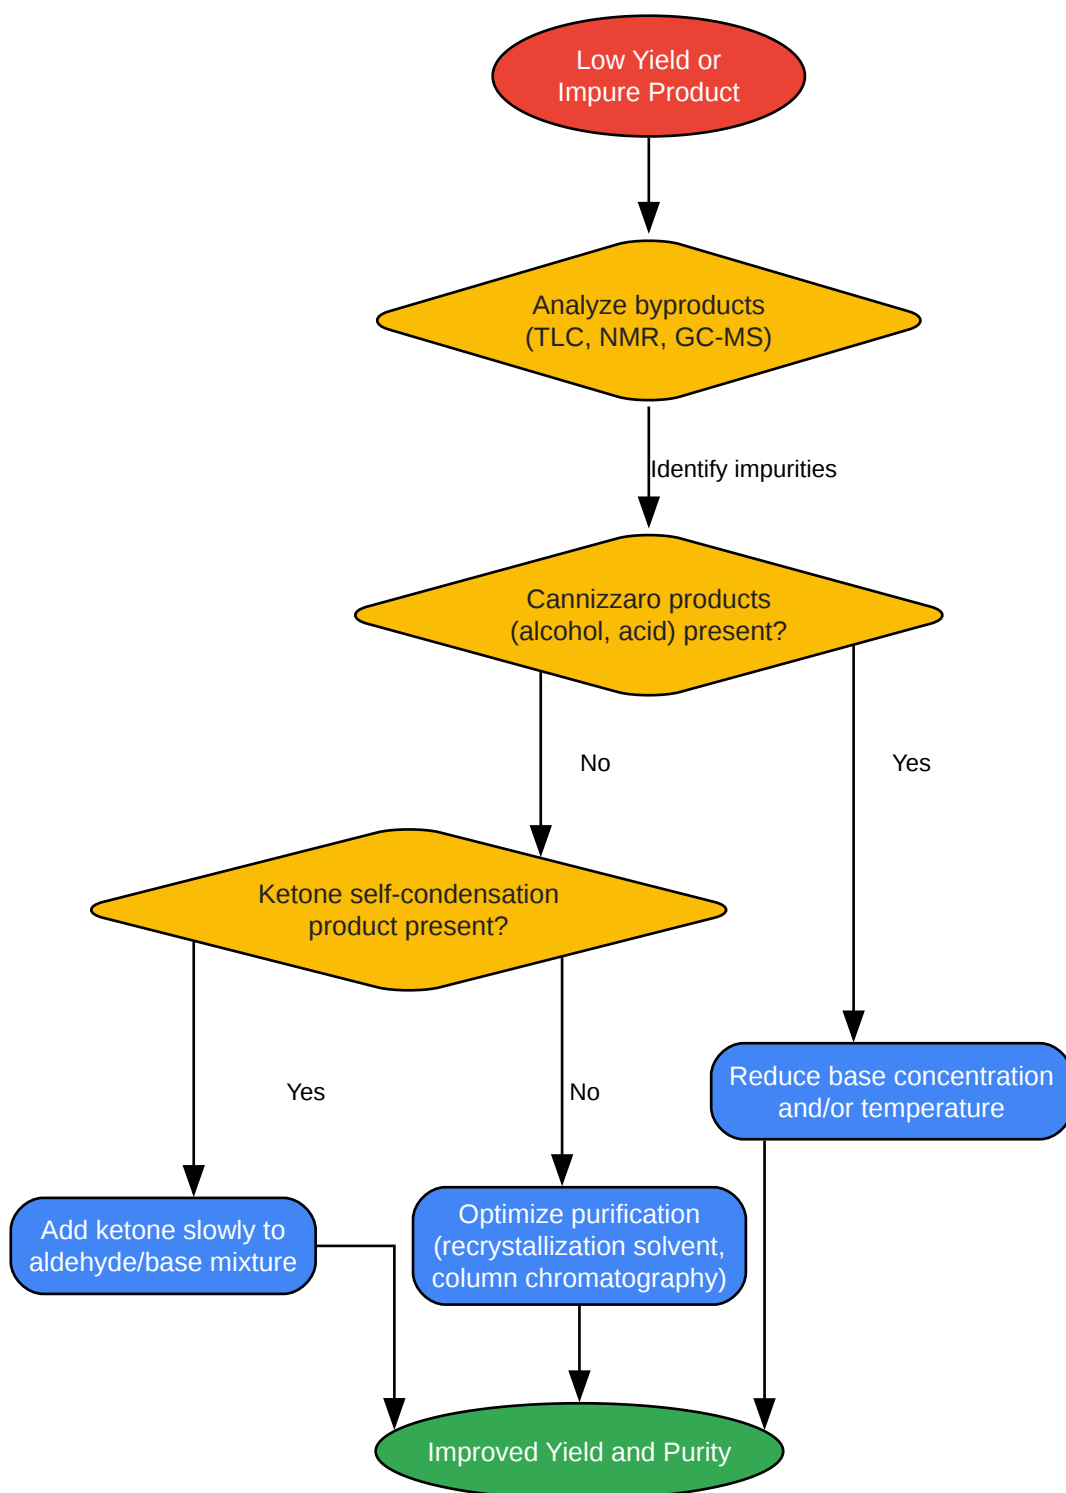 Low Yield or
Impure Product
Analyze byproducts
(TLC, NMR, GC-MS)
Identify impurities
Cannizzaro products
(alcohol, acid) present?
No
Yes
Ketone self-condensation
product present?
Yes
No
Reduce base concentration
and/or temperature
Add ketone slowly to
aldehyde/base mixture
Optimize purification
(recrystallization solvent,
column chromatography)
Improved Yield and Purity